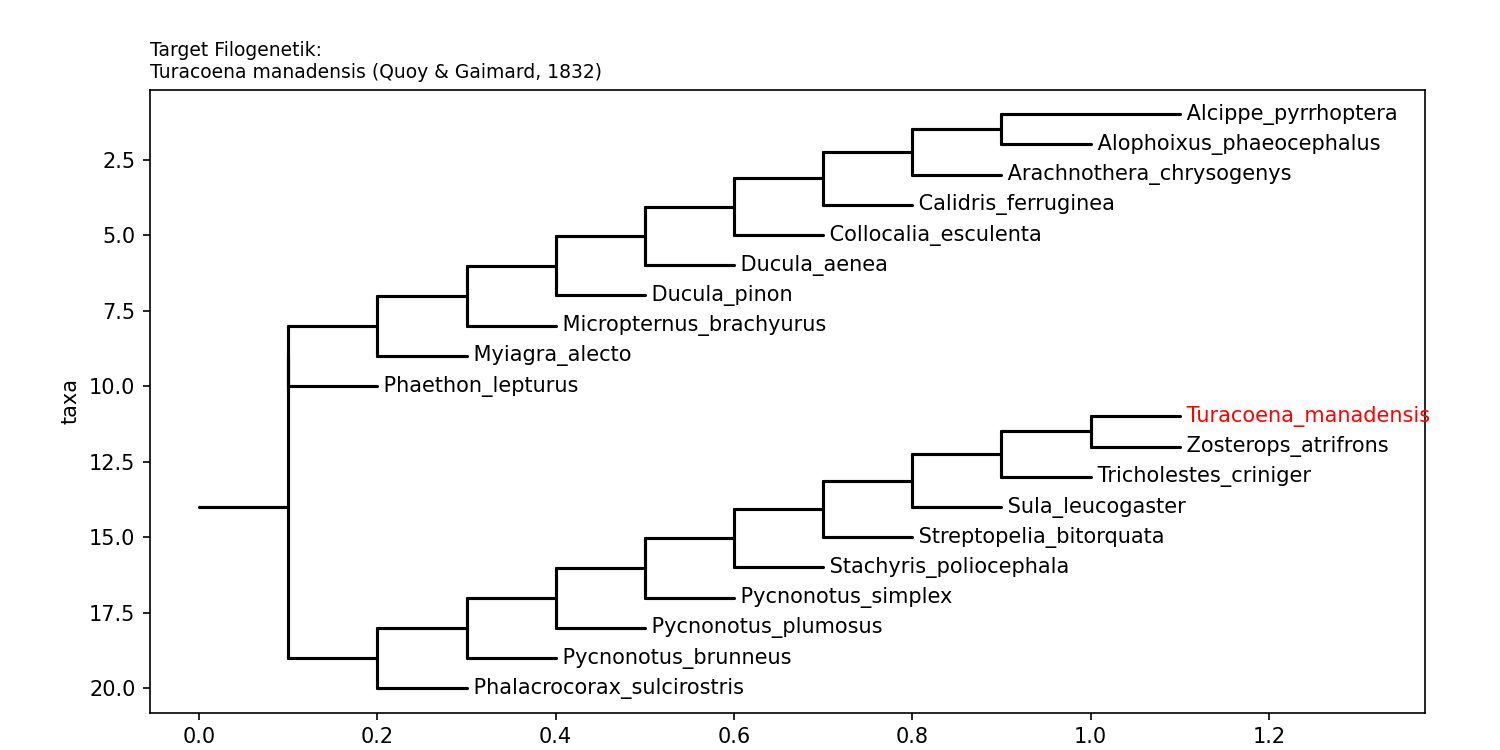 Target Filogenetik:
Turacoena manadensis (Quoy & Gaimard, 1832)
Alcippe_pyrrhoptera
Alophoixus_phaeocephalus
2.5
Arachnothera_chrysogenys
Calidris_ferruginea
5.0
Collocalia_esculenta
Ducula_aenea
Ducula_pinon
7.5
Micropternus_brachyurus
Myiagra_alecto
10.0
Phaethon_lepturus
taxa
Turacoena_manadensis
Zosterops_atrifrons
12.5
Tricholestes_criniger
Sula_leucogaster
15.0
Streptopelia_bitorquata
Stachyris_poliocephala
Pycnonotus_simplex
17.5
Pycnonotus_plumosus
Pycnonotus_brunneus
20.0
Phalacrocorax_sulcirostris
0.0 0.2 0.4 0.6 0.8 1.0 1.2